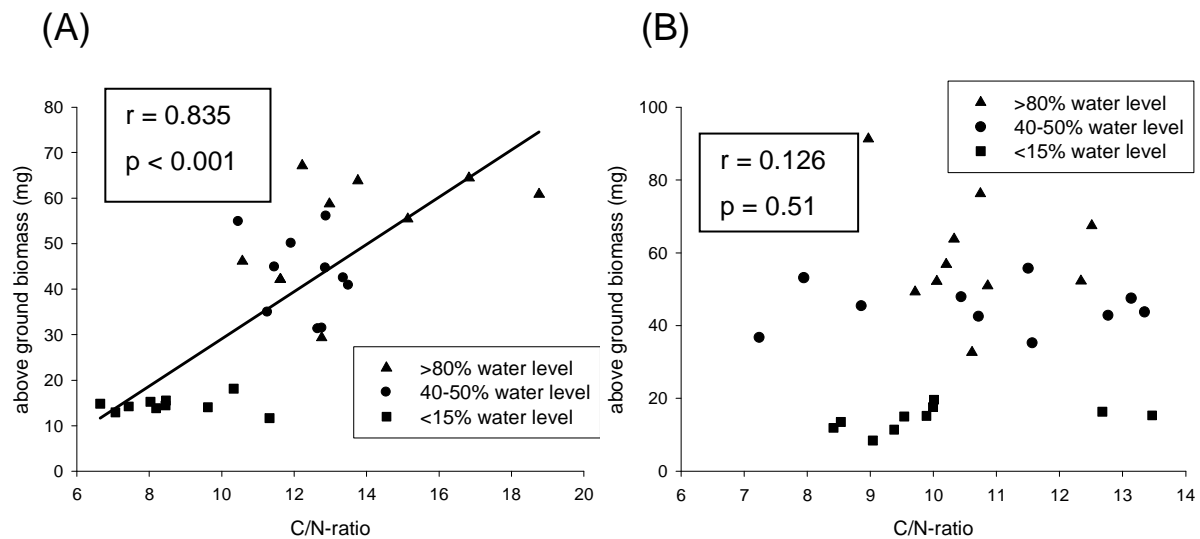 (A)
(B)
r = 0.835
p < 0.001
above ground biomass (mg)
80
70
60
50
40
30
20
10
0
>80% water level
40-50% water level
<15% water level
6 8 10 12 14 16 18 20
C/N-ratio
>80% water level
40-50% water level
<15% water level
r = 0.126
p = 0.51
above ground biomass (mg)
100
80
60
40
20
0
6 7 8 9 10 11 12 13 14
C/N-ratio